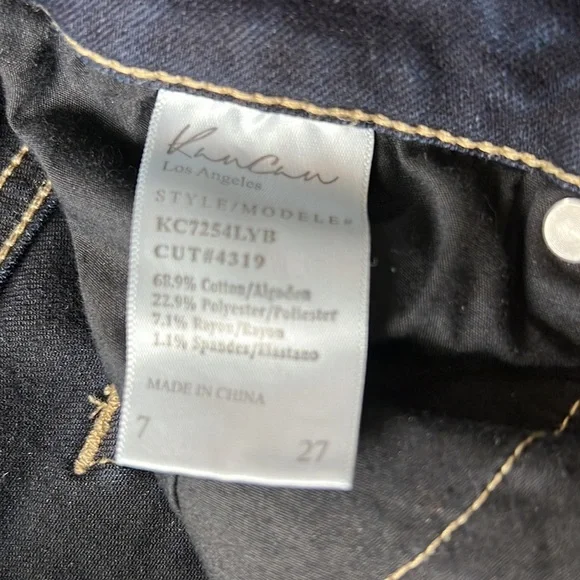 KanCan
Los Angeles
STYLE/MODELE#
KC7254LYB
CUT#4319
68.9% Cotton/Algodon
22.9% Polyester/Poliester
7.1% Rayon/Rayon
1.1% Spandex/Elastano
MADE IN CHINA
7
27